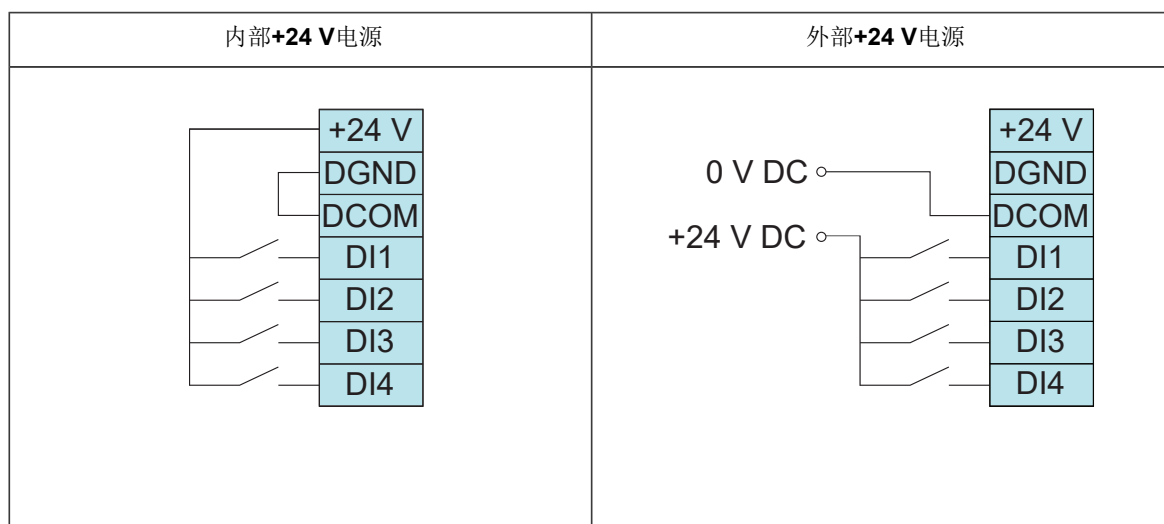 内部+24 V电源
外部+24 V电源
+24 V
DGND
DCOM
DI1
DI2
DI3
DI4
0 V DC
+24 V DC
+24 V
DGND
DCOM
DI1
DI2
DI3
DI4